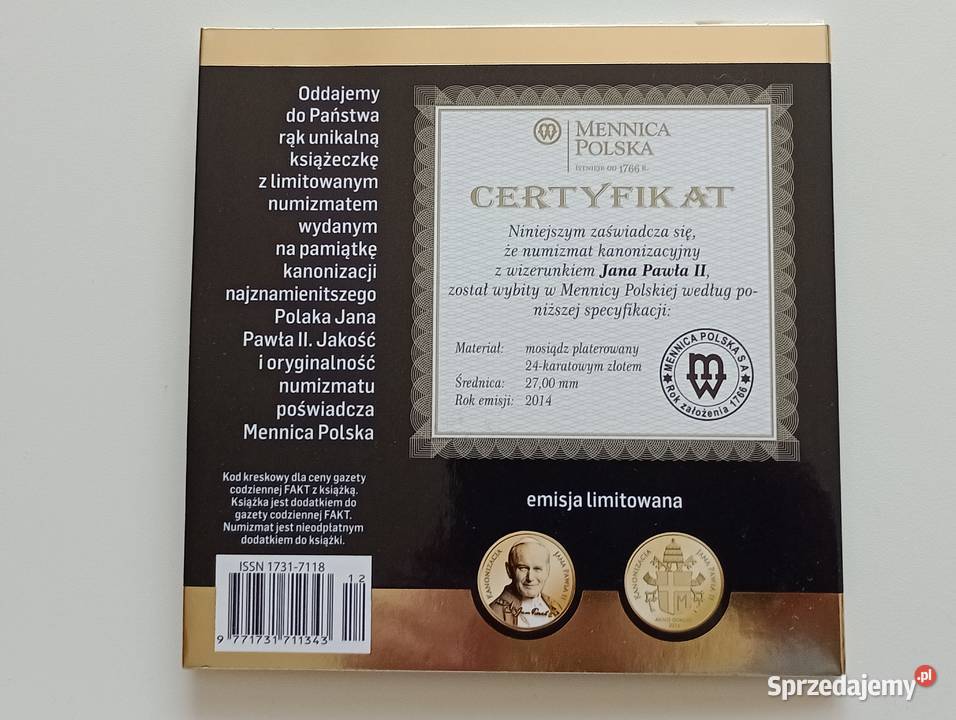 Oddajemy
do Państwa
rąk unikalną
książeczkę
z limitowanym
numizmatem
wydanym
na pamiątkę
kanonizacji
najznamienitszego
Polaka Jana
Pawła II. Jakość
i oryginalność
numizmatu
poświadcza
Mennica Polska
Kod kreskowy dla ceny gazety
codziennej FAKT z książką.
Książka jest dodatkiem do
gazety codziennej FAKT.
Numizmat jest nieodpłatnym
dodatkiem do książki.
ISSN 1731-7118
12
9 771731 711343
MENNICA
POLSKA
ISTNIEJE OD 1766 R.
CERTYFIKAT
Niniejszym zaświadcza się,
że numizmat kanonizacyjny
z wizerunkiem Jana Pawła II,
został wybity w Mennicy Polskiej według po-
niższej specyfikacji:
Materiał: mosiądz platerowany
24-karatowym złotem
Średnica: 27,00 mm
Rok emisji: 2014
MENNICA POLSKA S A
Rok założenia 1766
emisja limitowana
KANONIZACJA JANA PAWŁA II
KANONIZACJA JANA PAWŁA II
2014
Sprzedajemy.pl